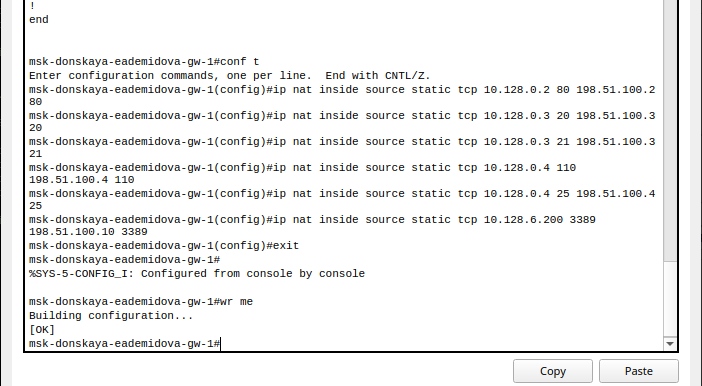 !
end
msk-donskaya-eademidova-gw-1#conf t
Enter configuration commands, one per line.  End with CNTL/Z.
msk-donskaya-eademidova-gw-1(config)#ip nat inside source static tcp 10.128.0.2 80 198.51.100.2
80
msk-donskaya-eademidova-gw-1(config)#ip nat inside source static tcp 10.128.0.3 20 198.51.100.3
20
msk-donskaya-eademidova-gw-1(config)#ip nat inside source static tcp 10.128.0.3 21 198.51.100.3
21
msk-donskaya-eademidova-gw-1(config)#ip nat inside source static tcp 10.128.0.4 110
198.51.100.4 110
msk-donskaya-eademidova-gw-1(config)#ip nat inside source static tcp 10.128.0.4 25 198.51.100.4
25
msk-donskaya-eademidova-gw-1(config)#ip nat inside source static tcp 10.128.6.200 3389
198.51.100.10 3389
msk-donskaya-eademidova-gw-1(config)#exit
msk-donskaya-eademidova-gw-1#
%SYS-5-CONFIG_I: Configured from console by console
msk-donskaya-eademidova-gw-1#wr me
Building configuration...
[OK]
msk-donskaya-eademidova-gw-1#
Copy Paste